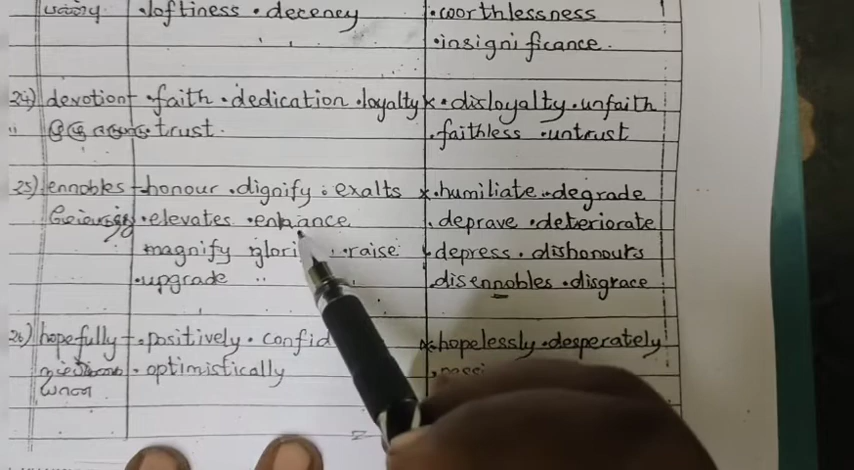 .loftiness . decency .worthlessness
.insignificance.
24) devotion - .faith .dedication .loyalty x . disloyalty .unfaith
.trust. .faithless .untrust
25) ennobles - honour .dignify . exalts x .humiliate .degrade
.elevates .enhance . deprave .deteriorate
magnify .raise depress . dishonours
.upgrade disennobles .disgrace
26) hopefully - .positively . confid x hopelessly .desperately
. optimistically